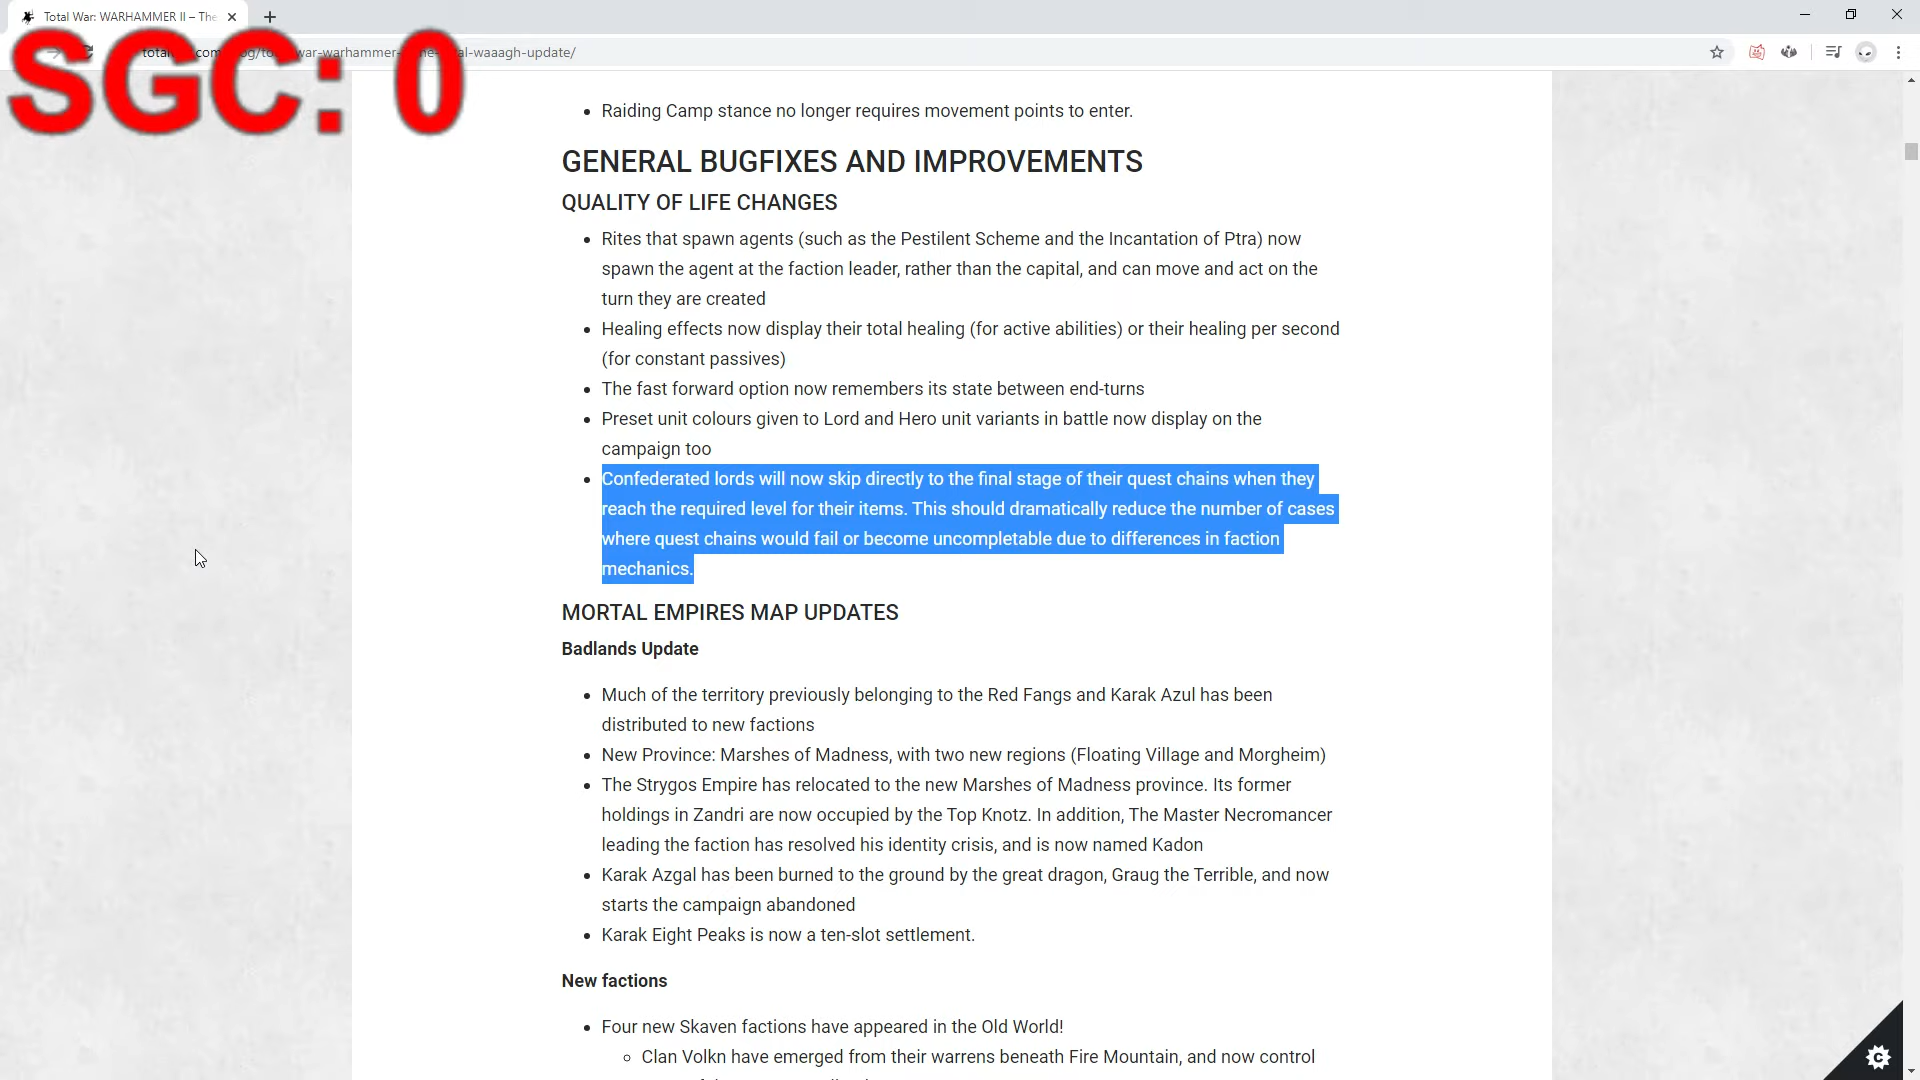 Total War: WARHAMMER II – The
SGC: 0
war-warhammer-
-waaagh-update/
Raiding Camp stance no longer requires movement points to enter.
GENERAL BUGFIXES AND IMPROVEMENTS
QUALITY OF LIFE CHANGES
Rites that spawn agents (such as the Pestilent Scheme and the Incantation of Ptra) now
spawn the agent at the faction leader, rather than the capital, and can move and act on the
turn they are created
Healing effects now display their total healing (for active abilities) or their healing per second
(for constant passives)
The fast forward option now remembers its state between end-turns
Preset unit colours given to Lord and Hero unit variants in battle now display on the
campaign too
Confederated lords will now skip directly to the final stage of their quest chains when they
reach the required level for their items. This should dramatically reduce the number of cases
where quest chains would fail or become uncompletable due to differences in faction
mechanics.
MORTAL EMPIRES MAP UPDATES
Badlands Update
Much of the territory previously belonging to the Red Fangs and Karak Azul has been
distributed to new factions
New Province: Marshes of Madness, with two new regions (Floating Village and Morgheim)
The Strygos Empire has relocated to the new Marshes of Madness province. Its former
holdings in Zandri are now occupied by the Top Knotz. In addition, The Master Necromancer
leading the faction has resolved his identity crisis, and is now named Kadon
Karak Azgal has been burned to the ground by the great dragon, Graug the Terrible, and now
starts the campaign abandoned
Karak Eight Peaks is now a ten-slot settlement.
New factions
Four new Skaven factions have appeared in the Old World!
Clan Volkn have emerged from their warrens beneath Fire Mountain, and now control